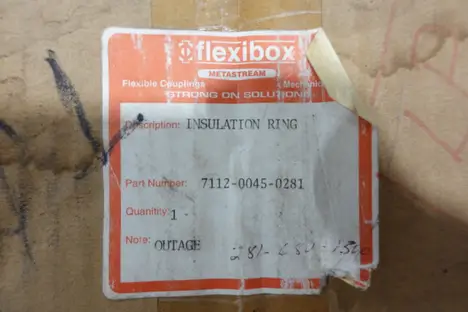 flexibox
METASTREAM
Flexible Couplings Mechanic
STRONG ON SOLUTIONS
Description: INSULATION RING
Part Number: 7112-0045-0281
Quantity: 1
Note: OUTAGE